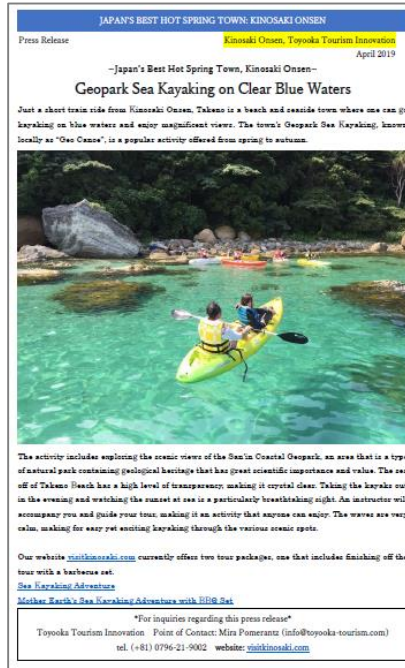 JAPAN'S BEST HOT SPRING TOWN: KINOSAKI ONSEN
Press Release
Kinosaki Onsen, Toyooka Tourism Innovation
April 2019
~Japan's Best Hot Spring Town, Kinosaki Onsen~
Geopark Sea Kayaking on Clear Blue Waters
Just a short train ride from Kinosaki Onsen, Takeno is a beach and seaside town where one can go
kayaking on blue waters and enjoy magnificent views. The town's Geopark Sea Kayaking, known
locally as "Geo Canoe", is a popular activity offered from spring to autumn.
The activity includes exploring the scenic views of the San'in Coastal Geopark, an area that is a type
of natural park containing geological heritage that has great scientific importance and value. The sea
off of Takeno Beach has a high level of transparency, making it crystal clear. Taking the kayaks out
in the evening and watching the sunset at sea is a particularly breathtaking sight. An instructor will
accompany you and guide your tour, making it an activity that anyone can enjoy. The waves are very
calm, making for easy yet exciting kayaking through the various scenic spots.
Our website visitkinosaki.com currently offers two tour packages, one that includes finishing off the
tour with a barbecue set.
Sea Kayaking Adventure
Mother Earth's Sea Kayaking Adventure with BBQ Set
*For inquiries regarding this press release*
Toyooka Tourism Innovation Point of Contact: Mira Pomerantz (info@toyooka-tourism.com)
tel. (+81) 0796-21-9002 website: visitkinosaki.com